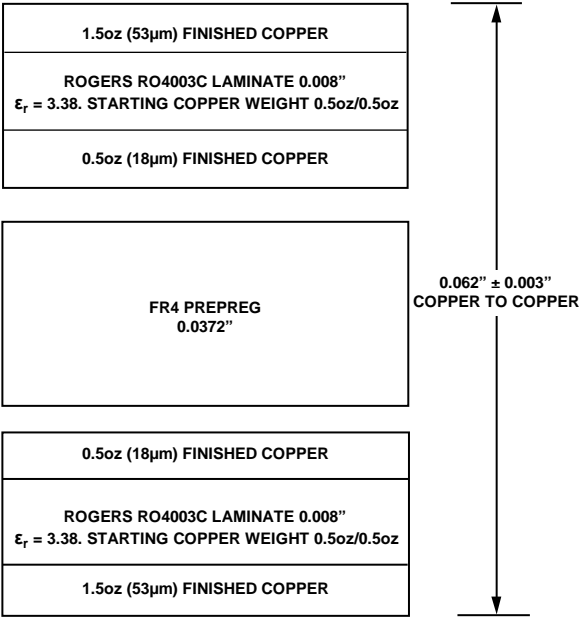 1.5oz (53µm) FINISHED COPPER
ROGERS RO4003C LAMINATE 0.008”
εr = 3.38. STARTING COPPER WEIGHT 0.5oz/0.5oz
0.5oz (18µm) FINISHED COPPER
FR4 PREPREG
0.0372”
0.062” ± 0.003”
COPPER TO COPPER
0.5oz (18µm) FINISHED COPPER
ROGERS RO4003C LAMINATE 0.008”
εr = 3.38. STARTING COPPER WEIGHT 0.5oz/0.5oz
1.5oz (53µm) FINISHED COPPER